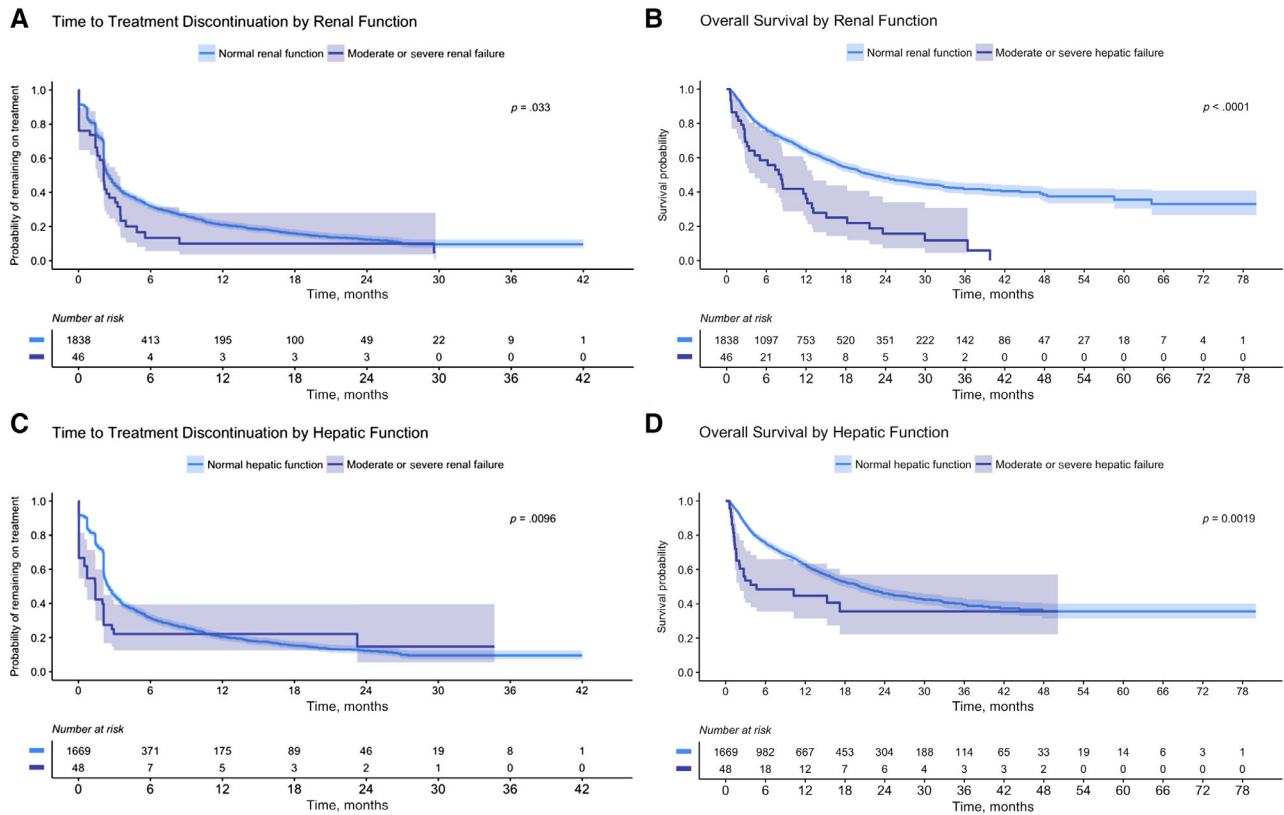 A Time to Treatment Discontinuation by Renal Function
Normal renal function Moderate or severe renal failure
p = .033
Probability of remaining on treatment
1.0
0.8
0.6
0.4
0.2
0.0
0 6 12 18 24 30 36 42
Time, months
Number at risk
1838 413 195 100 49 22 9 1
46 4 3 3 3 0 0 0
0 6 12 18 24 30 36 42
Time, months
B Overall Survival by Renal Function
Normal renal function Moderate or severe hepatic failure
p < .0001
Survival probability
1.0
0.8
0.6
0.4
0.2
0.0
0 6 12 18 24 30 36 42 48 54 60 66 72 78
Time, months
Number at risk
1838 1097 753 520 351 222 142 86 47 27 18 7 4 1
46 21 13 8 5 3 2 0 0 0 0 0 0 0
0 6 12 18 24 30 36 42 48 54 60 66 72 78
Time, months
C Time to Treatment Discontinuation by Hepatic Function
Normal hepatic function Moderate or severe renal failure
p = .0096
Probability of remaining on treatment
1.0
0.8
0.6
0.4
0.2
0.0
0 6 12 18 24 30 36 42
Time, months
Number at risk
1669 371 175 89 46 19 8 1
48 7 5 3 2 1 0 0
0 6 12 18 24 30 36 42
Time, months
D Overall Survival by Hepatic Function
Normal hepatic function Moderate or severe hepatic failure
p = 0.0019
Survival probability
1.0
0.8
0.6
0.4
0.2
0.0
0 6 12 18 24 30 36 42 48 54 60 66 72 78
Time, months
Number at risk
1669 982 667 453 304 188 114 65 33 19 14 6 3 1
48 18 12 7 6 4 3 3 2 0 0 0 0 0
0 6 12 18 24 30 36 42 48 54 60 66 72 78
Time, months